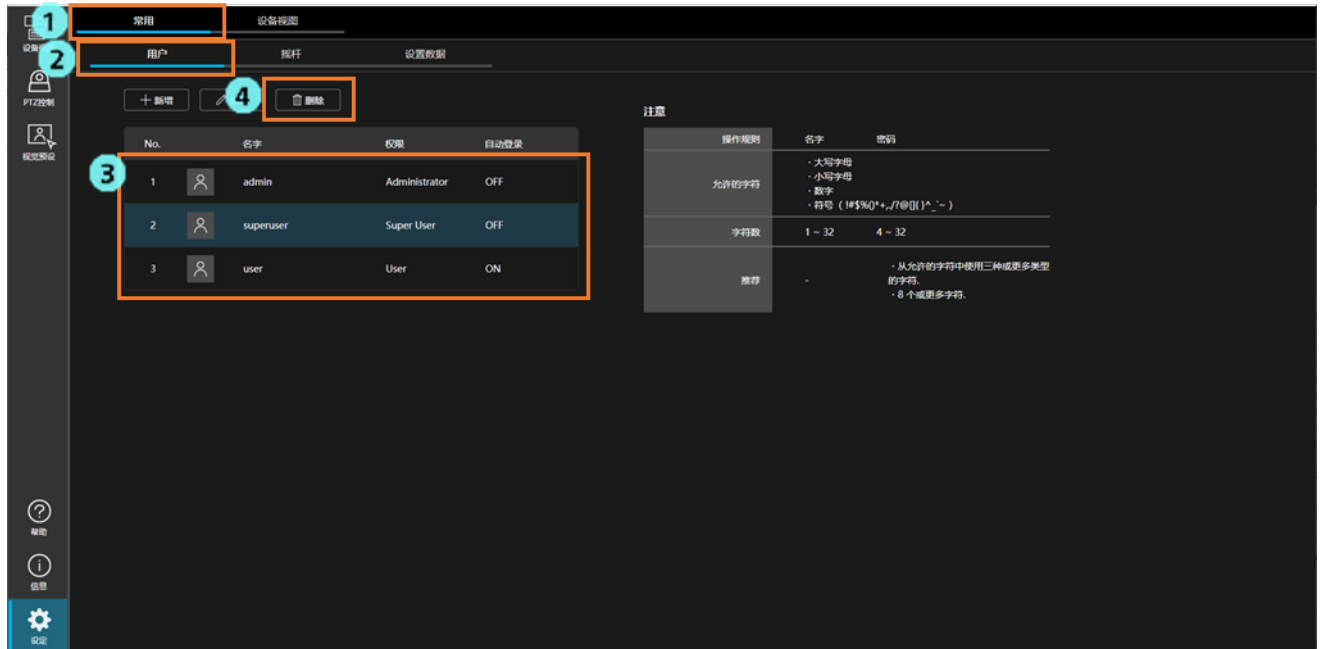 1
常用
设备视图
2
用户
摇杆
设置数据
PTZ控制
视觉预设
新增
4
删除
注意
No.
名字
权限
自动登录
3
1
admin
Administrator
OFF
2
superuser
Super User
OFF
3
user
User
ON
操作规则
名字
密码
允许的字符
· 大写字母
· 小写字母
· 数字
· 符号 ( !#$%()*+,./?@[]{}^_`~ )
字符数
1 ~ 32
4 ~ 32
推荐
-
· 从允许的字符中使用三种或更多类型
的字符.
· 8 个或更多字符.
帮助
信息
设定